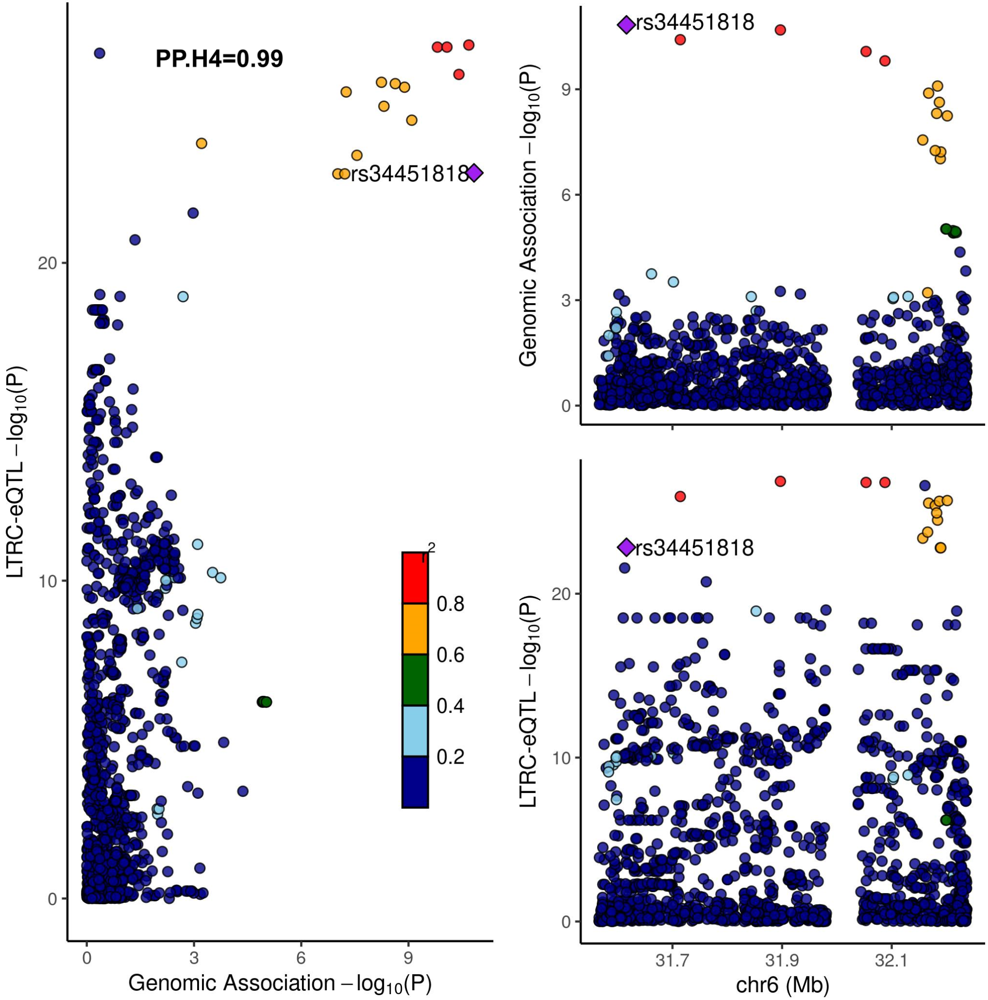 PP.H4=0.99
rs34451818
20
10
0
LTRC-eQTL −log10(P)
0 3 6 9
Genomic Association −log10(P)
r2
0.8
0.6
0.4
0.2
rs34451818
9
6
3
0
Genomic Association −log10(P)
rs34451818
20
10
0
LTRC-eQTL −log10(P)
31.7 31.9 32.1
chr6 (Mb)